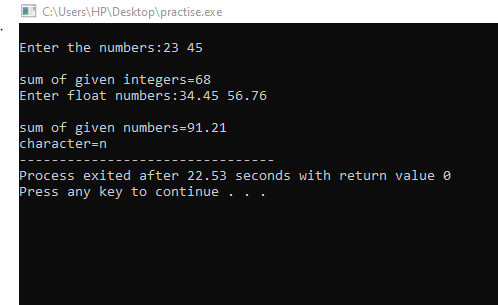 C:\Users\HP\Desktop\practise.exe
Enter the numbers:23 45
sum of given integers=68
Enter float numbers:34.45 56.76
sum of given numbers=91.21
character=n
--------------------------------
Process exited after 22.53 seconds with return value 0
Press any key to continue . . .